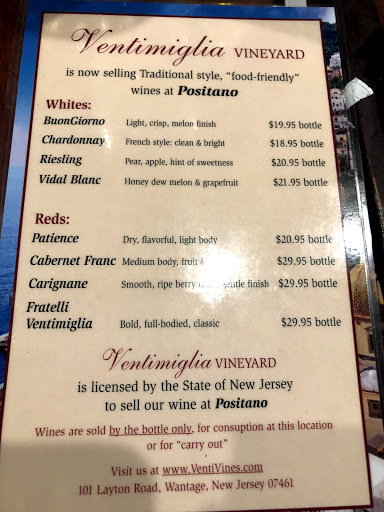 Ventimiglia VINEYARD
is now selling Traditional style, “food-friendly”
wines at Positano
Whites:
BuonGiorno Light, crisp, melon finish $19.95 bottle
Chardonnay French style: clean & bright $18.95 bottle
Riesling Pear, apple, hint of sweetness $20.95 bottle
Vidal Blanc Honey dew melon & grapefruit $21.95 bottle
Reds:
Patience Dry, flavorful, light body $20.95 bottle
Cabernet Franc Medium body, fruit $29.95 bottle
Carignane Smooth, ripe berry gentle finish $29.95 bottle
Fratelli
Ventimiglia Bold, full-bodied, classic $29.95 bottle
Ventimiglia VINEYARD
is licensed by the State of New Jersey
to sell our wine at Positano
Wines are sold by the bottle only, for consuption at this location
or for “carry out”
Visit us at www.VentiVines.com
101 Layton Road, Wantage, New Jersey 07461